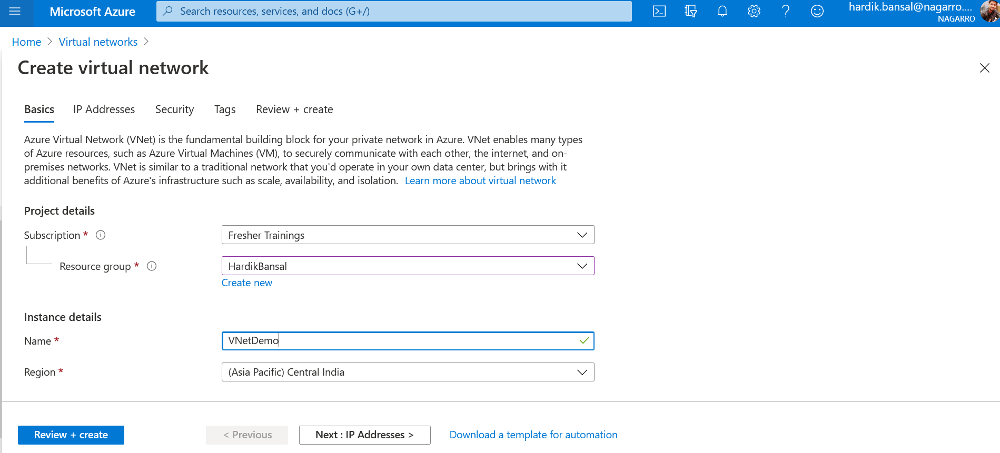 Microsoft Azure
Search resources, services, and docs (G+/)
hardik.bansal@nagarro....
NAGARRO
Home > Virtual networks >
Create virtual network
Basics IP Addresses Security Tags Review + create
Azure Virtual Network (VNet) is the fundamental building block for your private network in Azure. VNet enables many types
of Azure resources, such as Azure Virtual Machines (VM), to securely communicate with each other, the internet, and on-
premises networks. VNet is similar to a traditional network that you'd operate in your own data center, but brings with it
additional benefits of Azure's infrastructure such as scale, availability, and isolation. Learn more about virtual network
Project details
Subscription * Fresher Trainings
Resource group * HardikBansal
Create new
Instance details
Name * VNetDemo
Region * (Asia Pacific) Central India
Review + create < Previous Next : IP Addresses > Download a template for automation